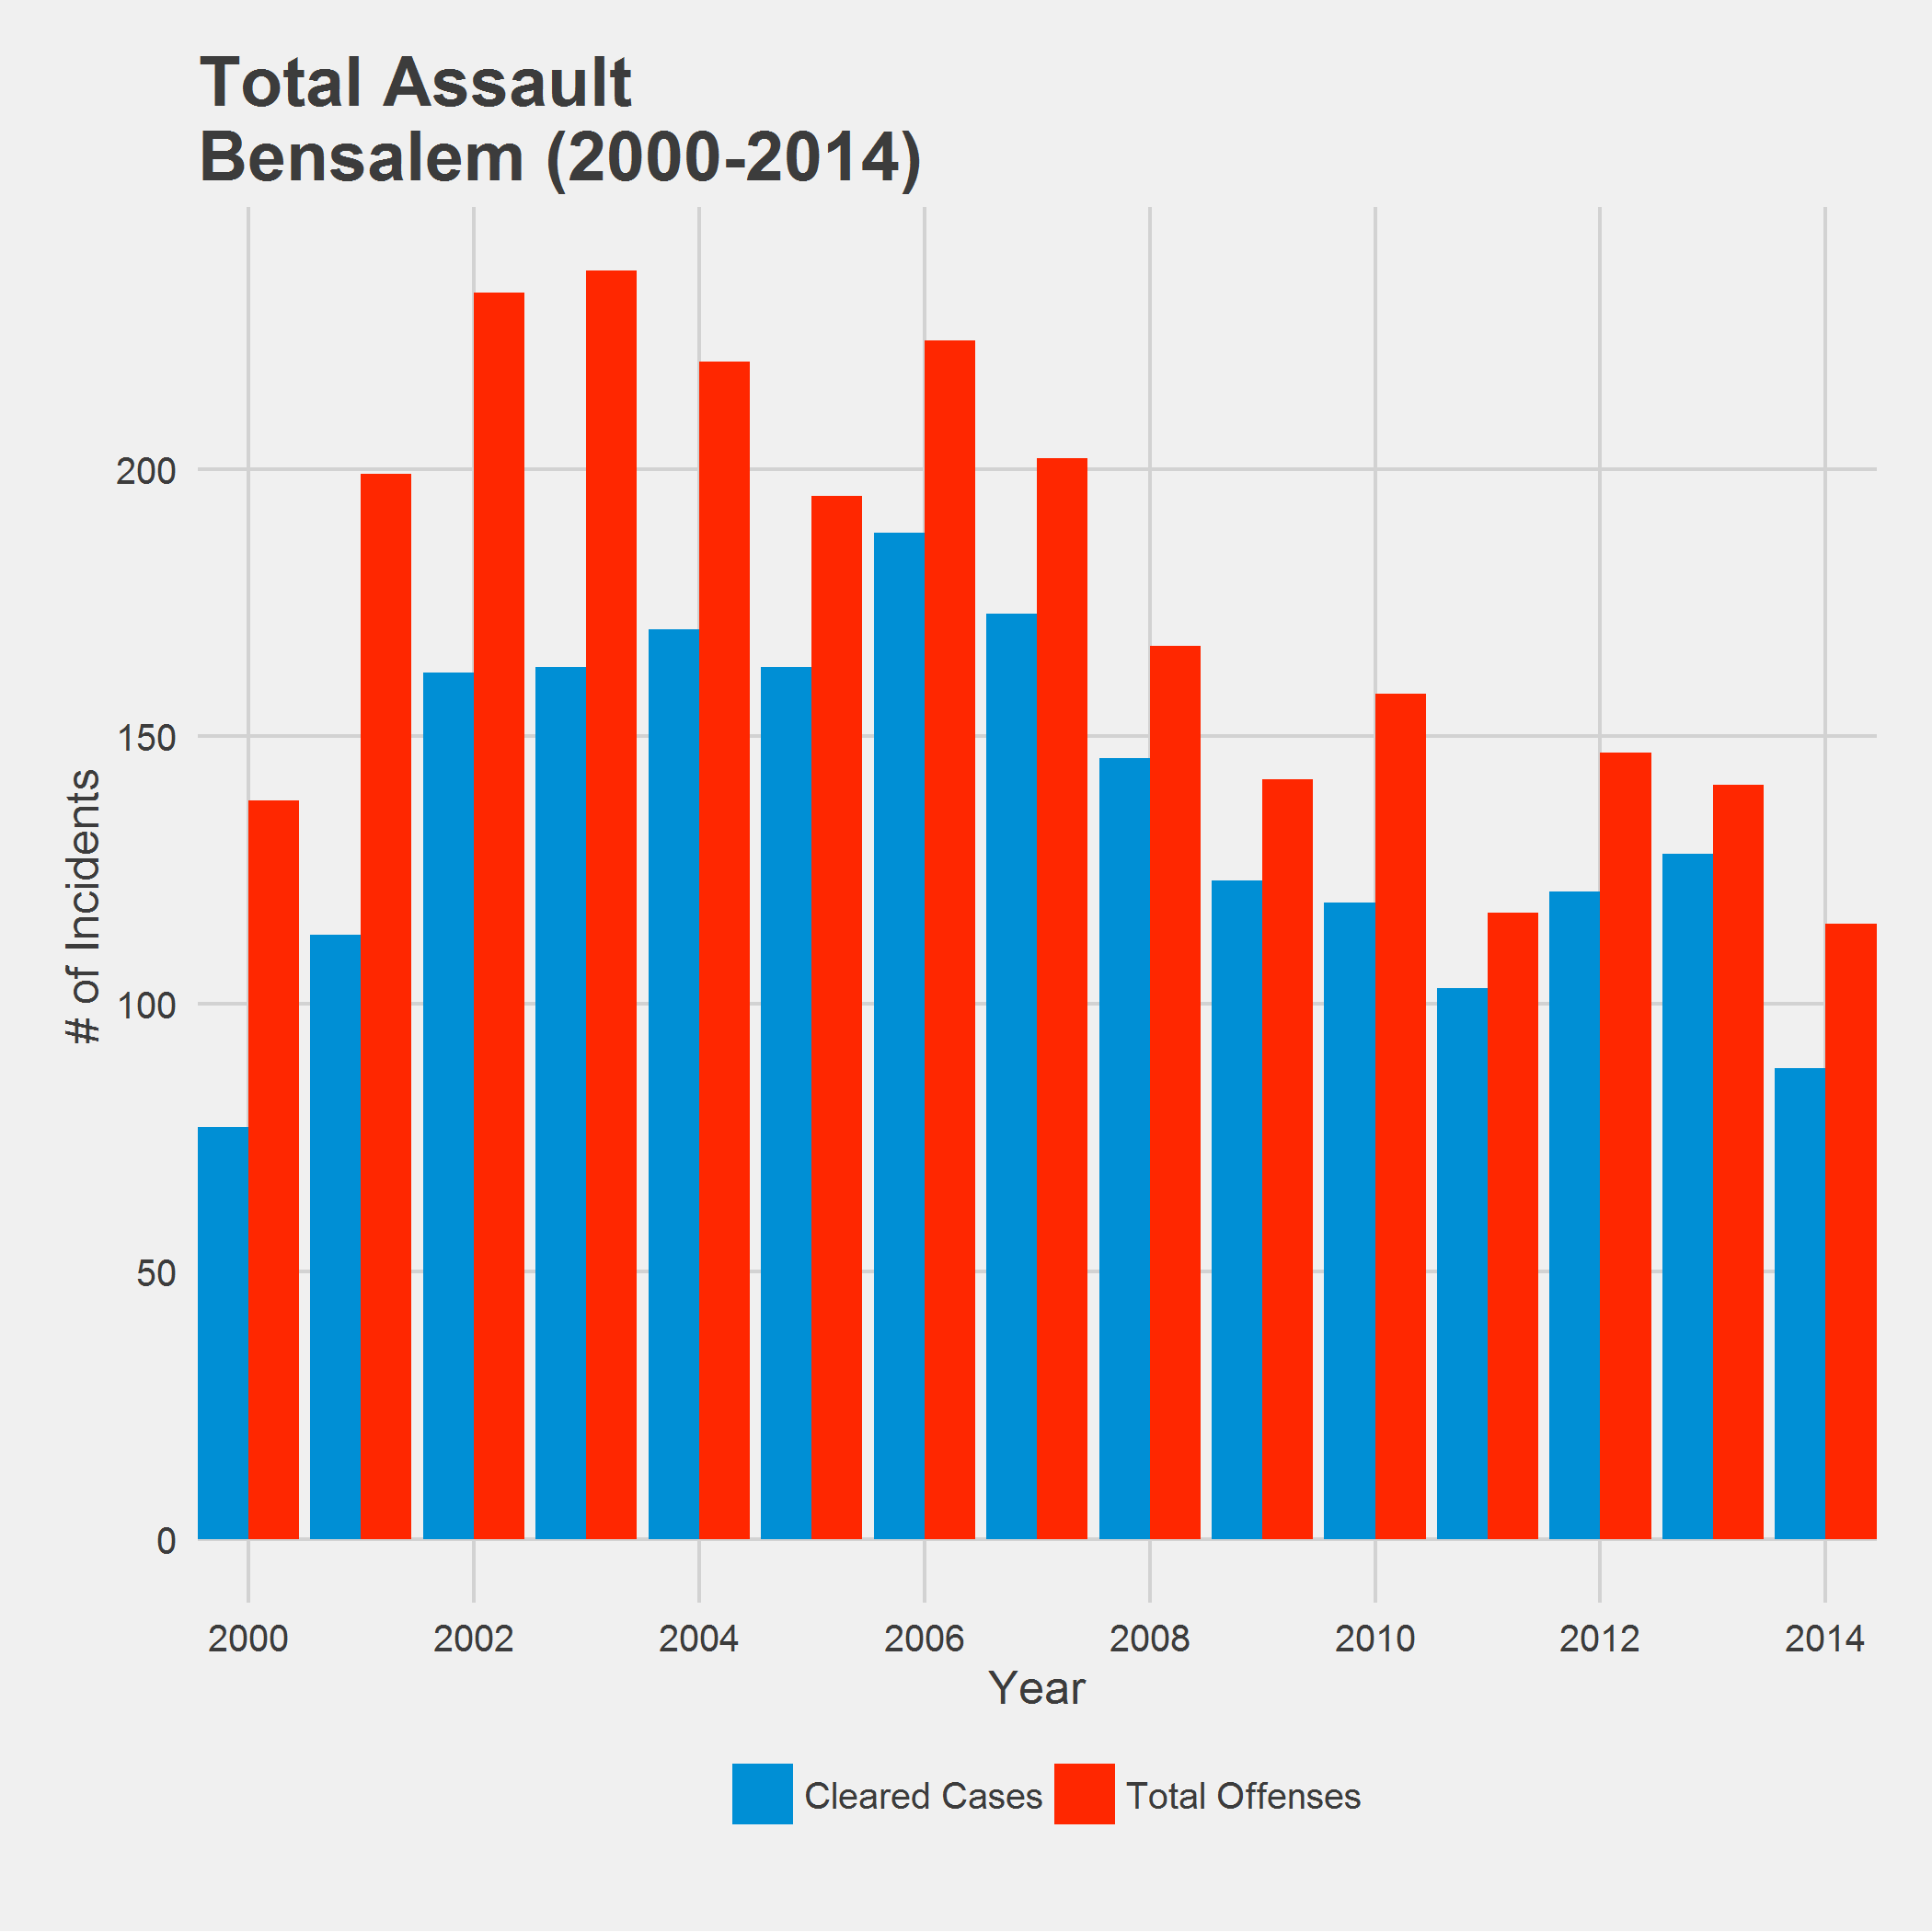 Total Assault
Bensalem (2000-2014)
# of Incidents
200
150
100
50
0
2000 2002 2004 2006 2008 2010 2012 2014
Year
Cleared Cases Total Offenses